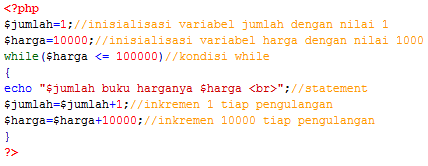 <?php
$jumlah=1;//inisialisasi variabel jumlah dengan nilai 1
$harga=10000;//inisialisasi variabel harga dengan nilai 1000
while($harga <= 100000)//kondisi while
{
echo "$jumlah buku harganya $harga <br>";//statement
$jumlah=$jumlah+1;//inkremen 1 tiap pengulangan
$harga=$harga+10000;//inkremen 10000 tiap pengulangan
}
?>